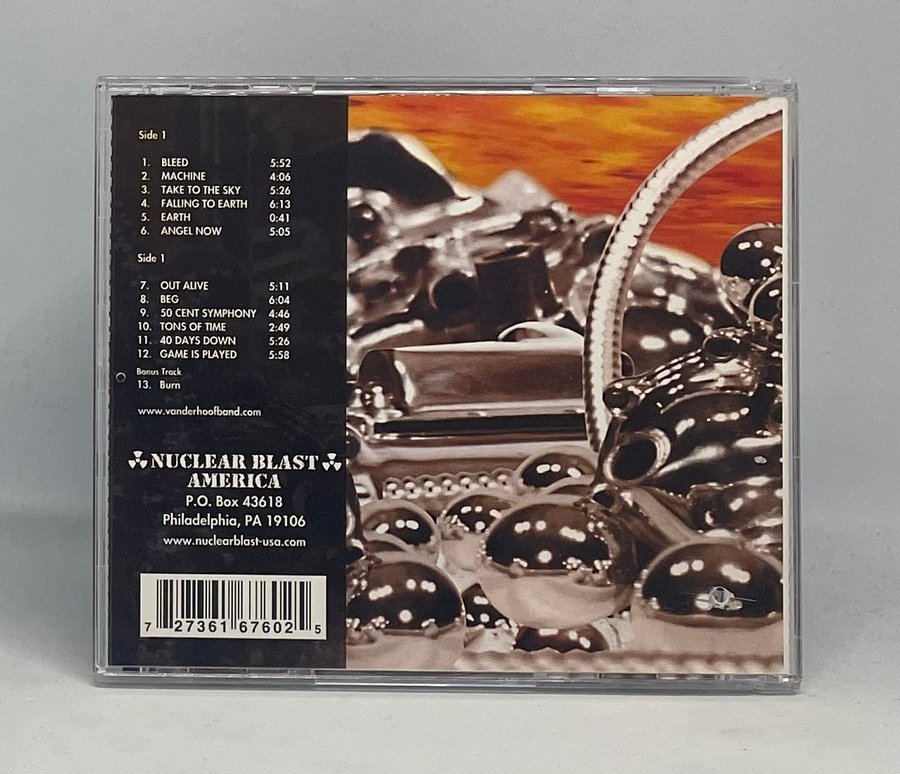 Side 1
1. BLEED 5:52
2. MACHINE 4:06
3. TAKE TO THE SKY 5:26
4. FALLING TO EARTH 6:13
5. EARTH 0:41
6. ANGEL NOW 5:05
Side 1
7. OUT ALIVE 5:11
8. BEG 6:04
9. 50 CENT SYMPHONY 4:46
10. TONS OF TIME 2:49
11. 40 DAYS DOWN 5:26
12. GAME IS PLAYED 5:58
Bonus Track
13. Burn
www.vanderhoofband.com
NUCLEAR BLAST
AMERICA
P.O. Box 43618
Philadelphia, PA 19106
www.nuclearblast-usa.com
7 27361 67602 5